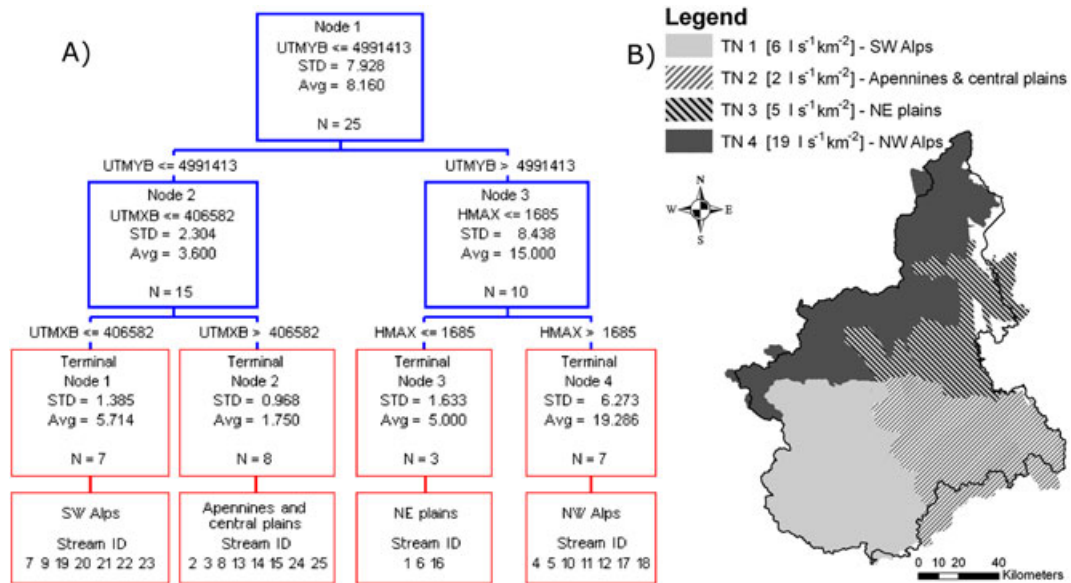 A)
Node 1
UTMYB <= 4991413
STD = 7.928
Avg = 8.160
N = 25
UTMYB <= 4991413
UTMYB > 4991413
Node 2
UTMXB <= 406582
STD = 2.304
Avg = 3.600
N = 15
Node 3
HMAX <= 1685
STD = 8.438
Avg = 15.000
N = 10
UTMXB <= 406582
UTMXB > 406582
HMAX <= 1685
HMAX > 1685
Terminal
Node 1
STD = 1.385
Avg = 5.714
N = 7
Terminal
Node 2
STD = 0.968
Avg = 1.750
N = 8
Terminal
Node 3
STD = 1.633
Avg = 5.000
N = 3
Terminal
Node 4
STD = 6.273
Avg = 19.286
N = 7
SW Alps
Stream ID
7 9 19 20 21 22 23
Apennines and
central plains
Stream ID
2 3 8 13 14 15 24 25
NE plains
Stream ID
1 6 16
NW Alps
Stream ID
4 5 10 11 12 17 18
B)
Legend
TN 1 [6 l s⁻¹km⁻²] - SW Alps
TN 2 [2 l s⁻¹km⁻²] - Apennines & central plains
TN 3 [5 l s⁻¹km⁻²] - NE plains
TN 4 [19 l s⁻¹km⁻²] - NW Alps
N
W E
S
0 10 20 40
Kilometers